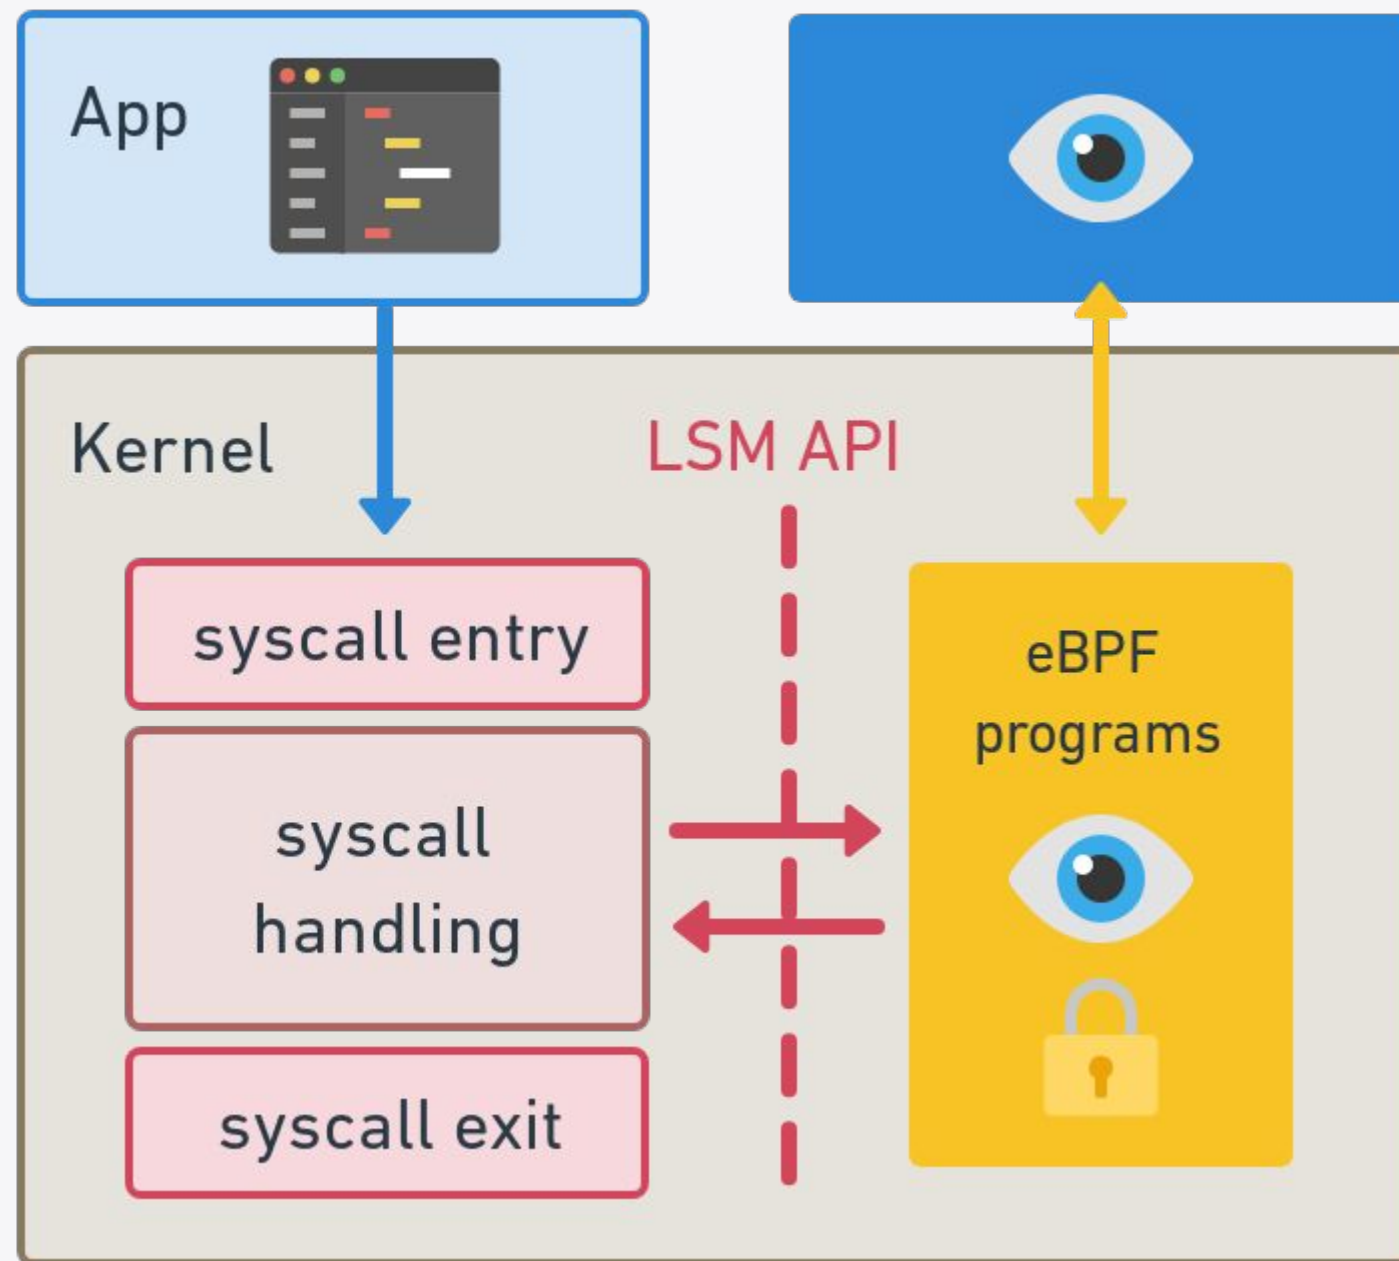 App
Kernel
LSM API
syscall entry
syscall
handling
syscall exit
eBPF
programs